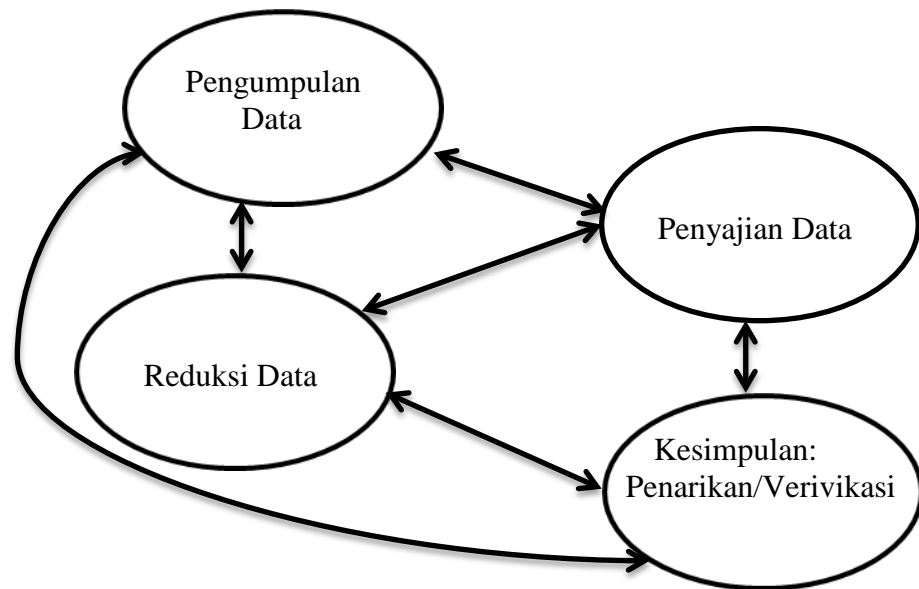 Pengumpulan
Data
Penyajian Data
Reduksi Data
Kesimpulan:
Penarikan/Verivikasi